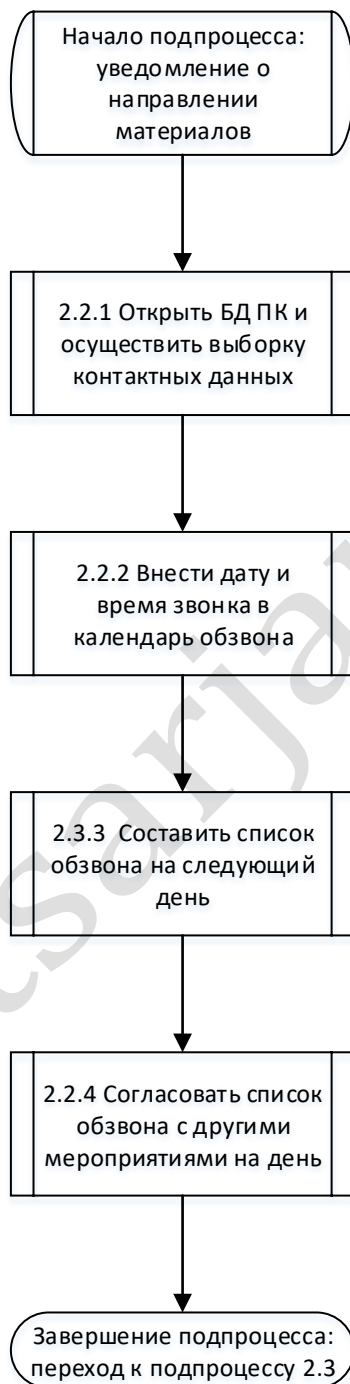 Начало подпроцесса:
уведомление о
направлении
материалов
2.2.1 Открыть БД ПК и
осуществить выборку
контактных данных
2.2.2 Внести дату и
время звонка в
календарь обзвона
2.3.3 Составить список
обзвона на следующий
день
2.2.4 Согласовать список
обзвона с другими
мероприятиями на день
Завершение подпроцесса:
переход к подпроцессу 2.3